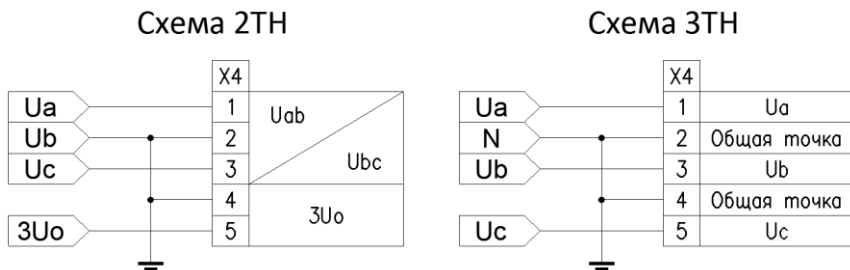 Схема 2ТН
X4
Ua 1 Uab
Ub 2
Uc 3 Ubc
4
3Uo 5 3Uo
Схема 3ТН
X4
Ua 1 Ua
N 2 Общая точка
Ub 3 Ub
4 Общая точка
Uc 5 Uc